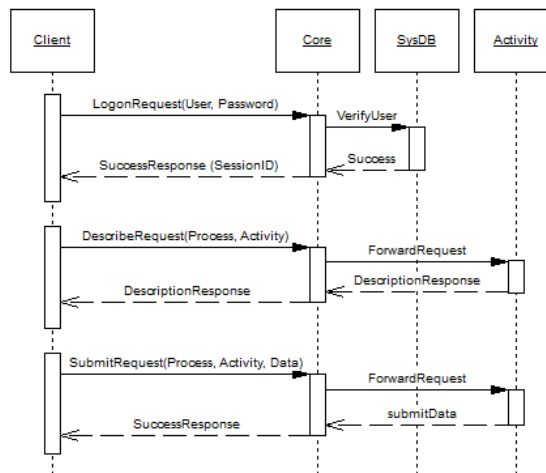 Client
Core
SysDB
Activity
LogonRequest(User, Password)
VerifyUser
Success
SuccessResponse (SessionID)
DescribeRequest(Process, Activity)
ForwardRequest
DescriptionResponse
DescriptionResponse
SubmitRequest(Process, Activity, Data)
ForwardRequest
submitData
SuccessResponse